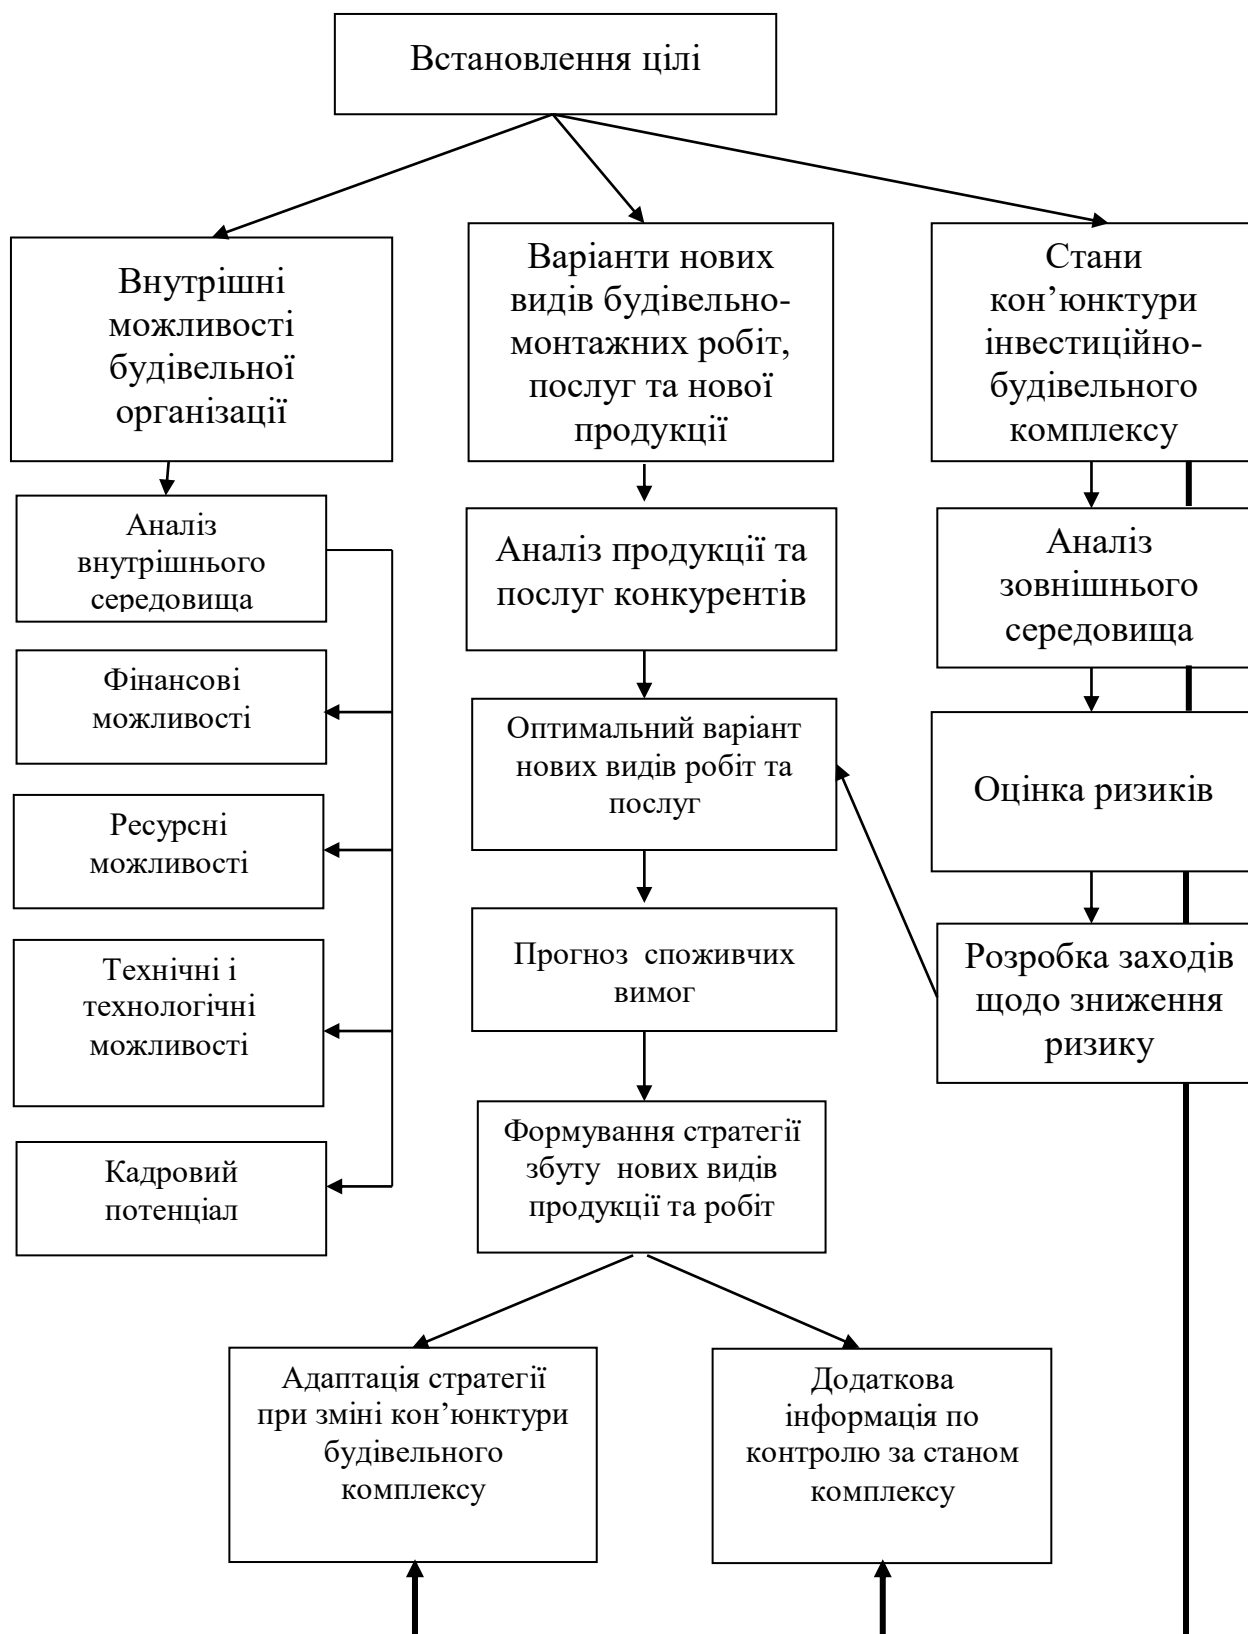 Встановлення цілі
Внутрішні
можливості
будівельної
організації
Варіанти нових
видів будівельно-
монтажних робіт,
послуг та нової
продукції
Стани
кон’юнктури
інвестиційно-
будівельного
комплексу
Аналіз
внутрішнього
середовища
Аналіз продукції та
послуг конкурентів
Аналіз
зовнішнього
середовища
Фінансові
можливості
Оптимальний варіант
нових видів робіт та
послуг
Оцінка ризиків
Ресурсні
можливості
Технічні і
технологічні
можливості
Прогноз споживчих
вимог
Розробка заходів
щодо зниження
ризику
Кадровий
потенціал
Формування стратегії
збуту нових видів
продукції та робіт
Адаптація стратегії
при зміні кон’юнктури
будівельного
комплексу
Додаткова
інформація по
контролю за станом
комплексу